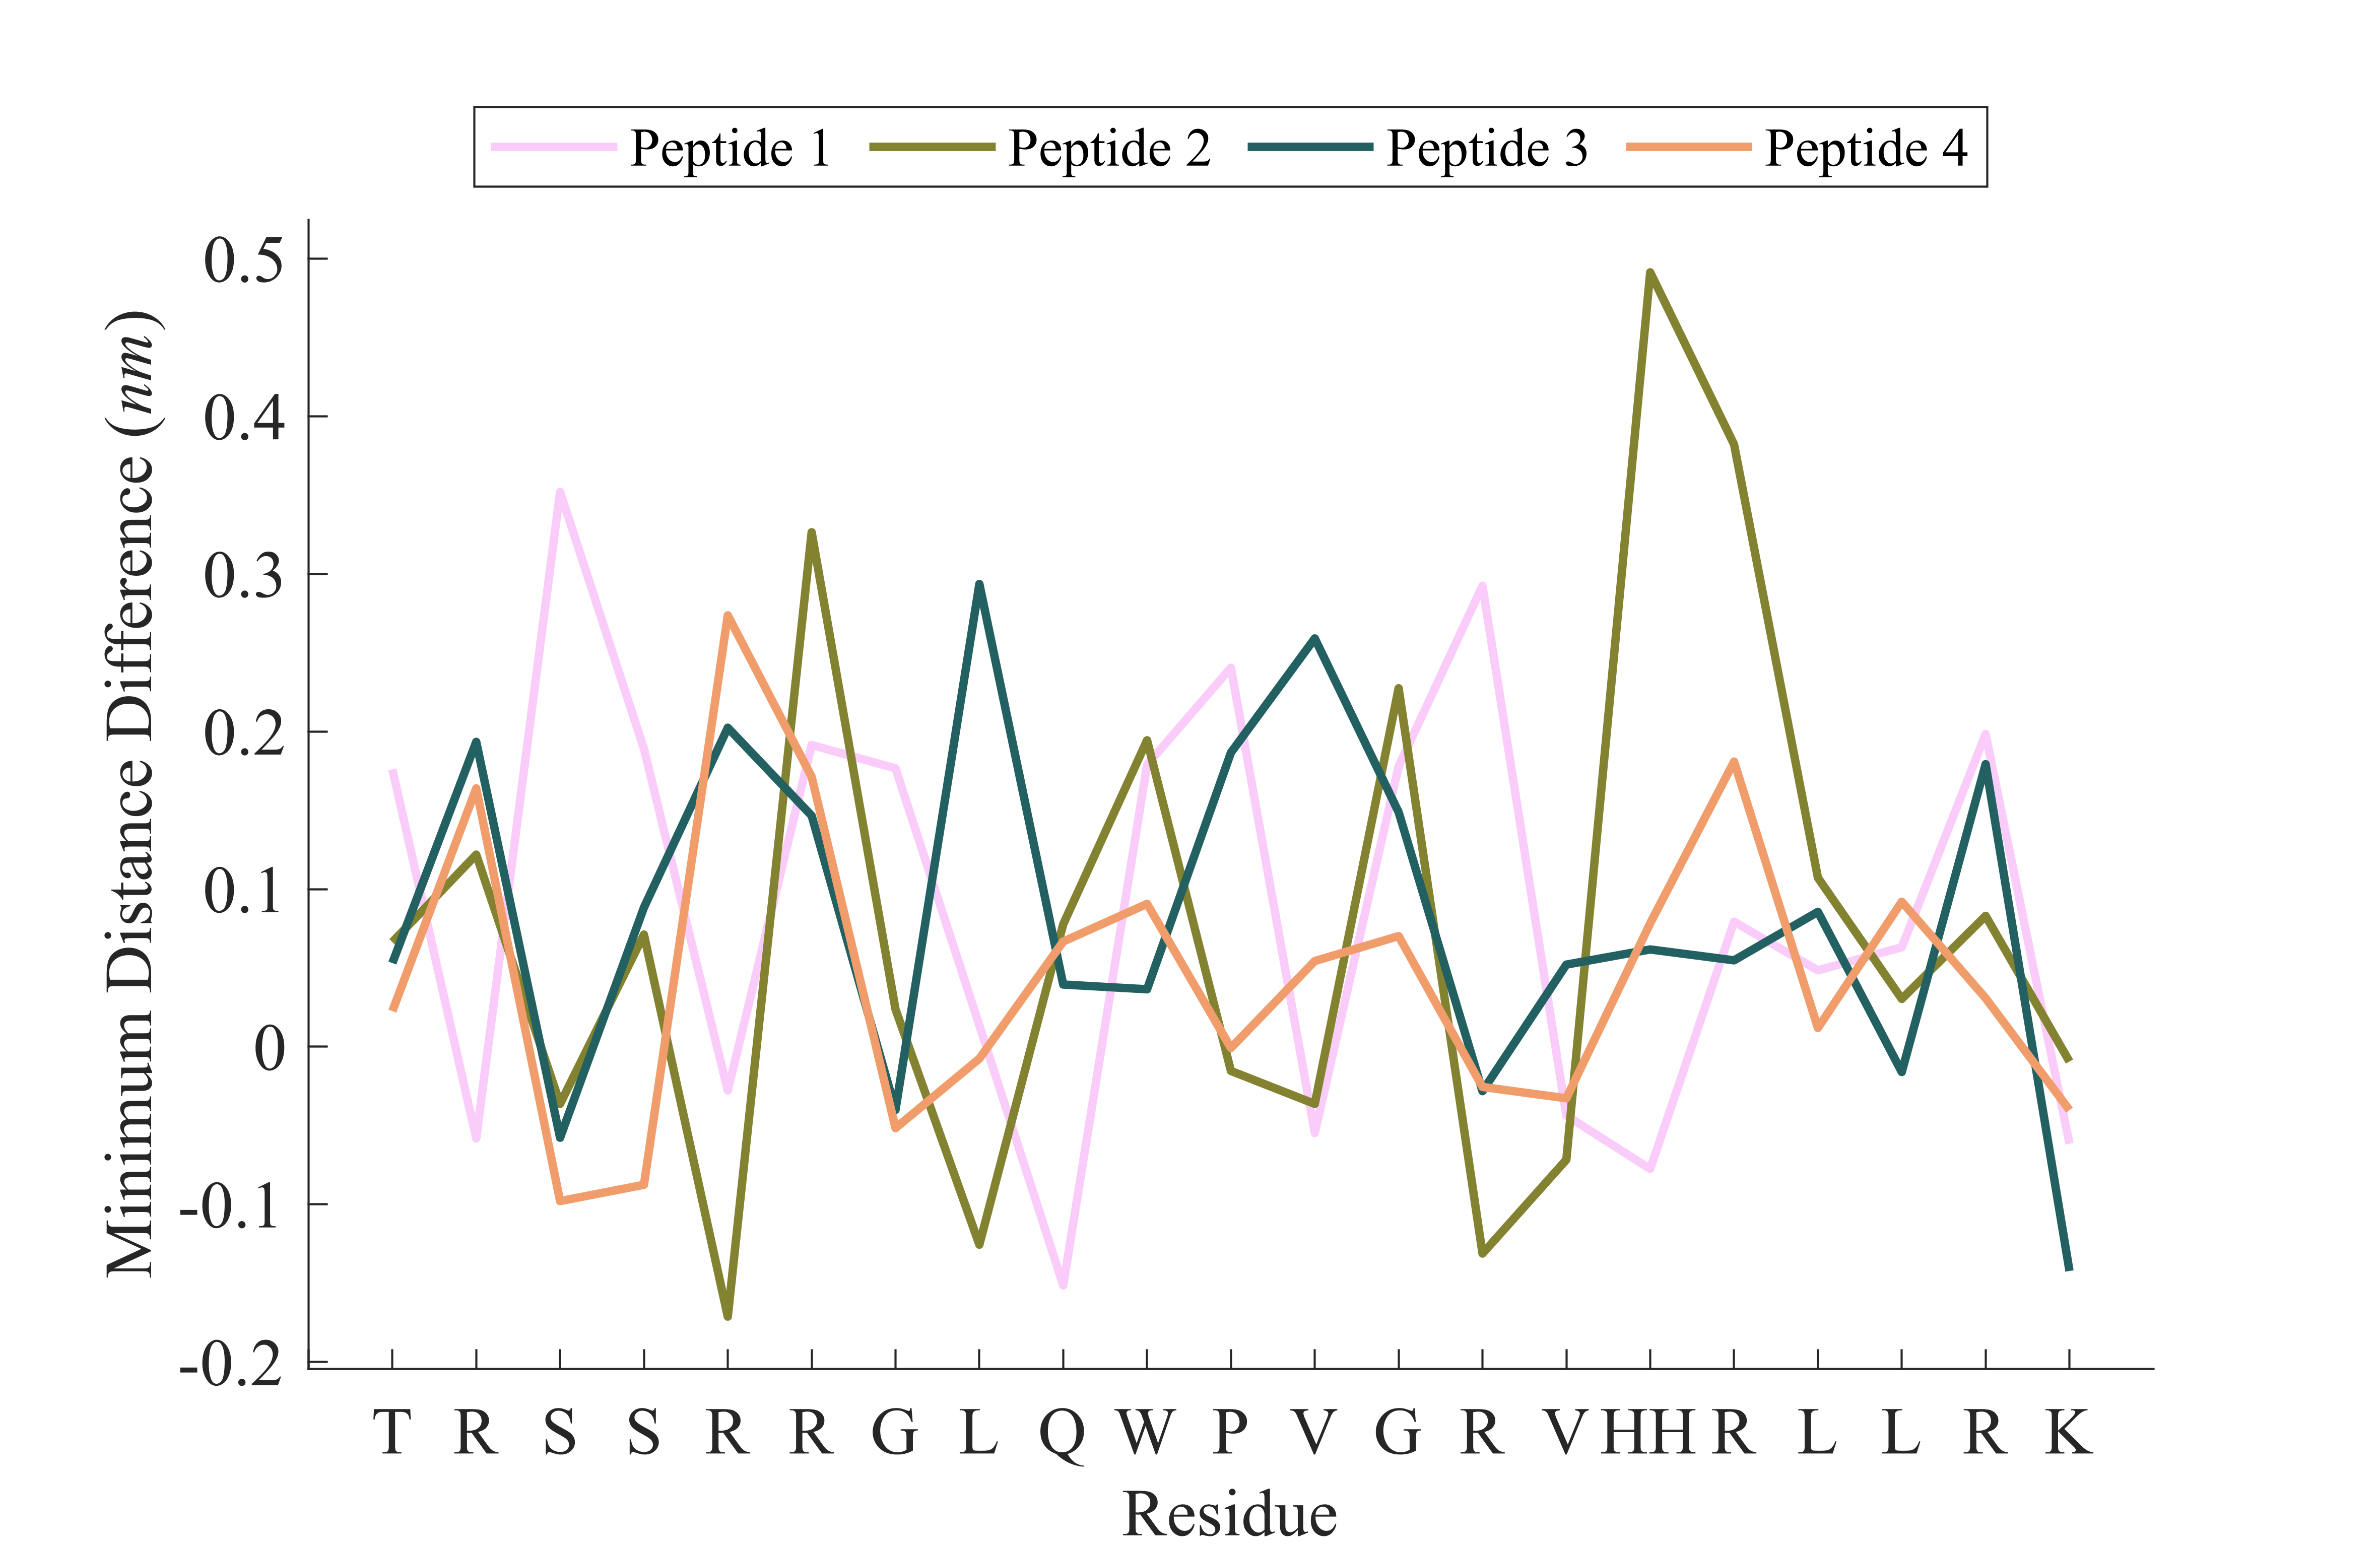 Peptide 1 Peptide 2 Peptide 3 Peptide 4
Minimum Distance Difference (nm)
0.5
0.4
0.3
0.2
0.1
0
-0.1
-0.2
T R S S R R G L Q W P V G R V HHH R L L R K
Residue